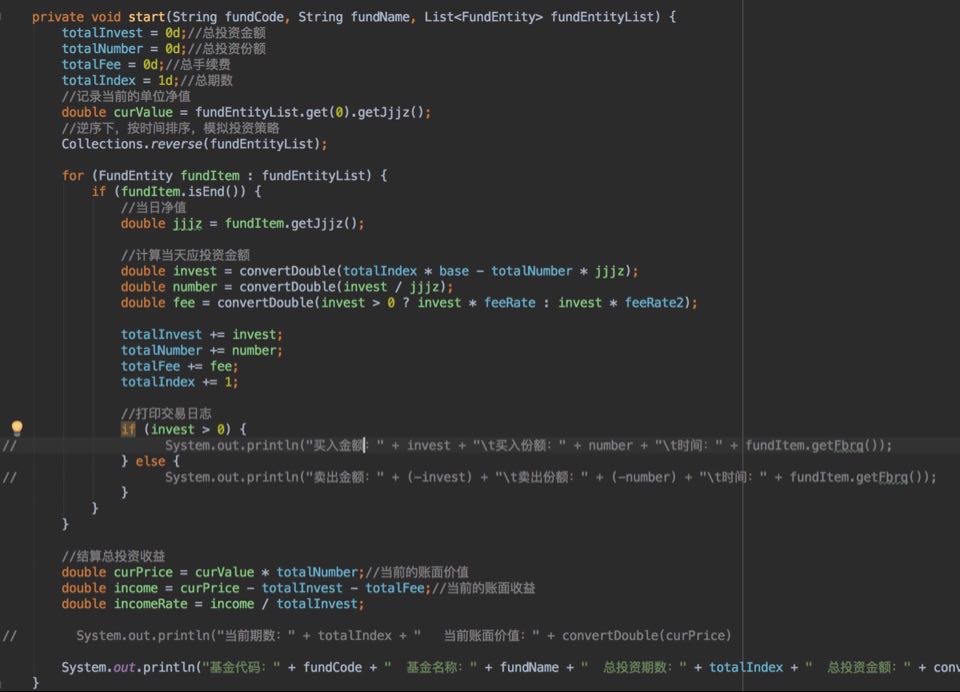 private void start(String fundCode, String fundName, List<FundEntity> fundEntityList) {
totalInvest = 0d;//总投资金额
totalNumber = 0d;//总投资份额
totalFee = 0d;//总手续费
totalIndex = 1d;//总期数
//记录当前的单位净值
double curValue = fundEntityList.get(0).getJjjz();
//逆序下，按时间排序，模拟投资策略
Collections.reverse(fundEntityList);
for (FundEntity fundItem : fundEntityList) {
if (fundItem.isEnd()) {
//当日净值
double jjjz = fundItem.getJjjz();
//计算当天应投资金额
double invest = convertDouble(totalIndex * base - totalNumber * jjjz);
double number = convertDouble(invest / jjjz);
double fee = convertDouble(invest > 0 ? invest * feeRate : invest * feeRate2);
totalInvest += invest;
totalNumber += number;
totalFee += fee;
totalIndex += 1;
//打印交易日志
if (invest > 0) {
// System.out.println("买入金额：" + invest + "\t买入份额：" + number + "\t时间：" + fundItem.getFbrq());
} else {
// System.out.println("卖出金额：" + (-invest) + "\t卖出份额：" + (-number) + "\t时间：" + fundItem.getFbrq());
}
}
}
//结算总投资收益
double curPrice = curValue * totalNumber;//当前的账面价值
double income = curPrice - totalInvest - totalFee;//当前的账面收益
double incomeRate = income / totalInvest;
// System.out.println("当前期数：" + totalIndex + "   当前账面价值：" + convertDouble(curPrice)
System.out.println("基金代码：" + fundCode + "  基金名称：" + fundName + "  总投资期数：" + totalIndex + "  总投资金额：" + conv
}